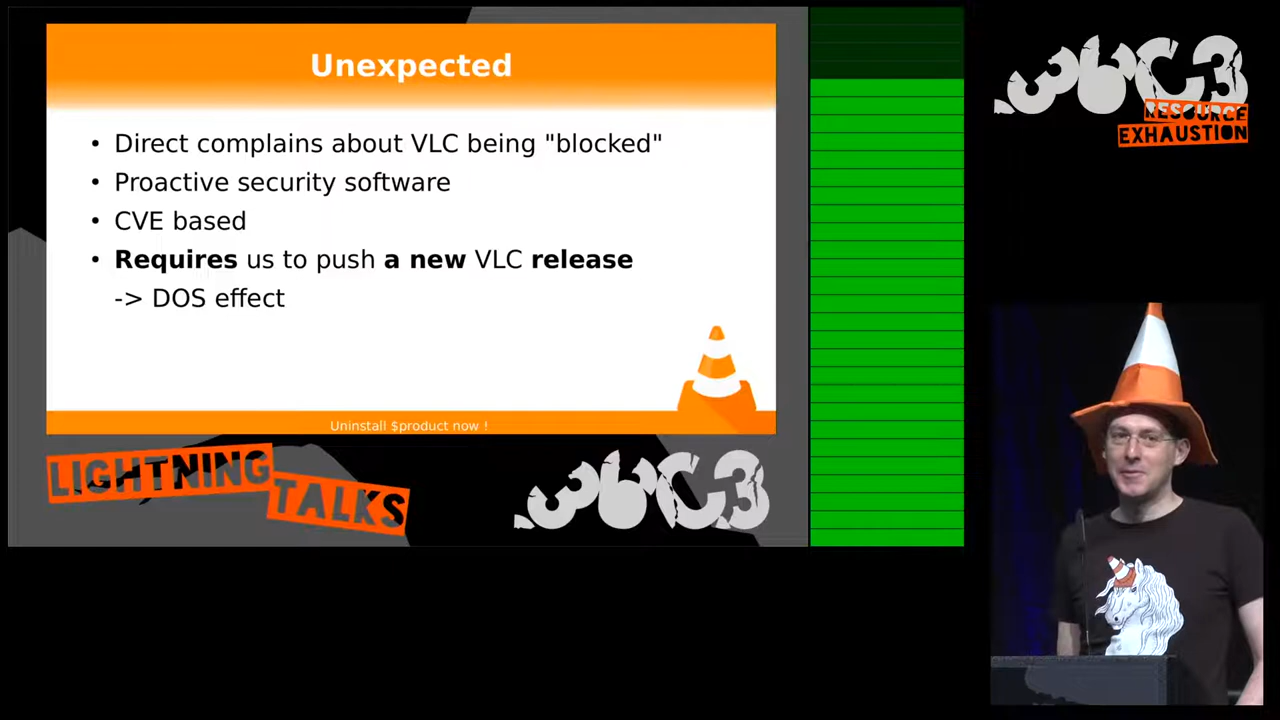 Unexpected
• Direct complains about VLC being "blocked"
• Proactive security software
• CVE based
• Requires us to push a new VLC release
-> DOS effect
Uninstall $product now !
LIGHTNING
TALKS
36C3
36C3
RESOURCE
EXHAUSTION